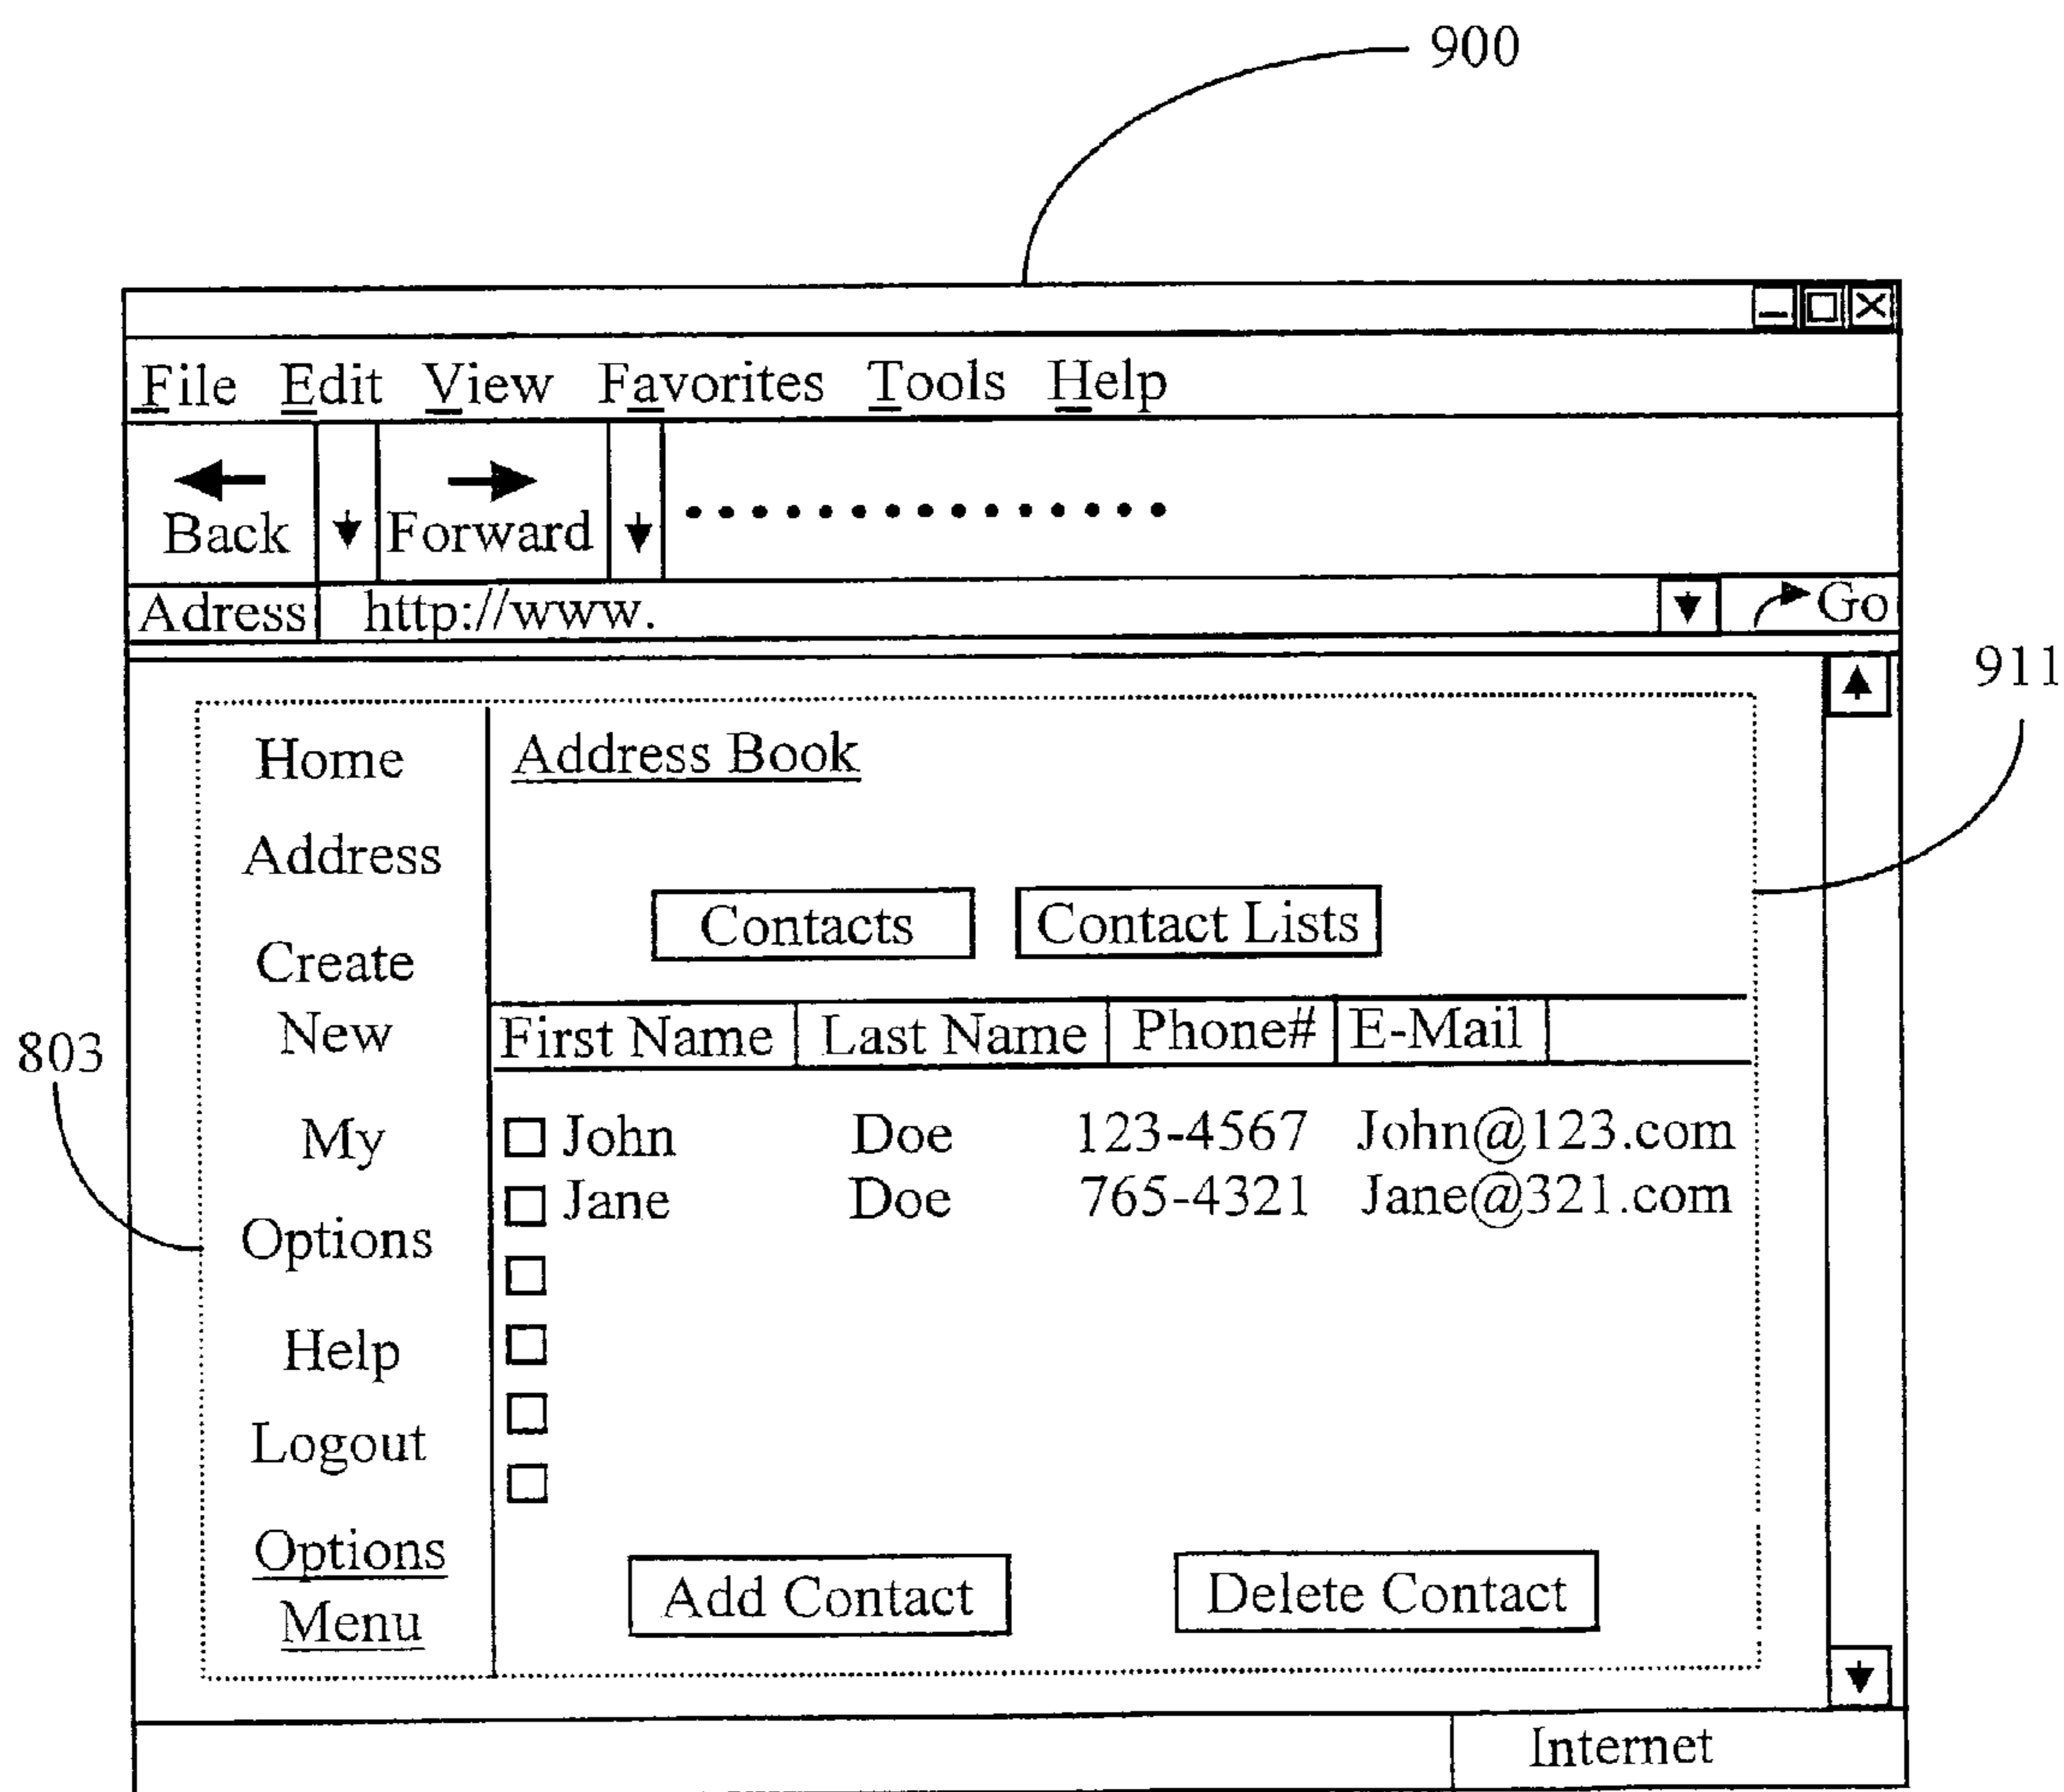 900
File Edit View Favorites Tools Help
Back Forward
Adress http://www. Go
911
803
Home
Address
Create
New
My
Options
Help
Logout
Options
Menu
Address Book
Contacts Contact Lists
First Name Last Name Phone# E-Mail
John Doe 123-4567 John@123.com
Jane Doe 765-4321 Jane@321.com
Add Contact Delete Contact
Internet